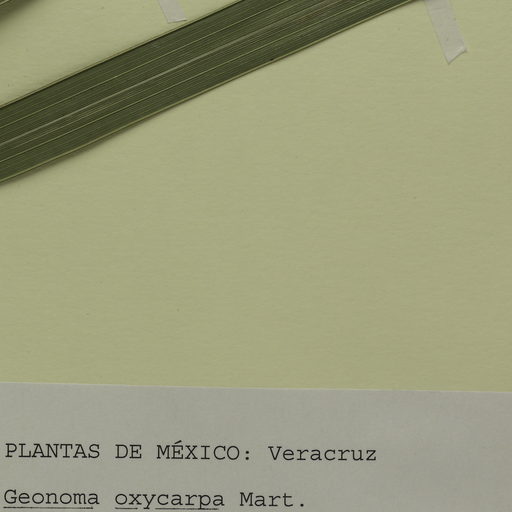 PLANTAS DE MÉXICO: Veracruz
Geonoma oxycarpa Mart.